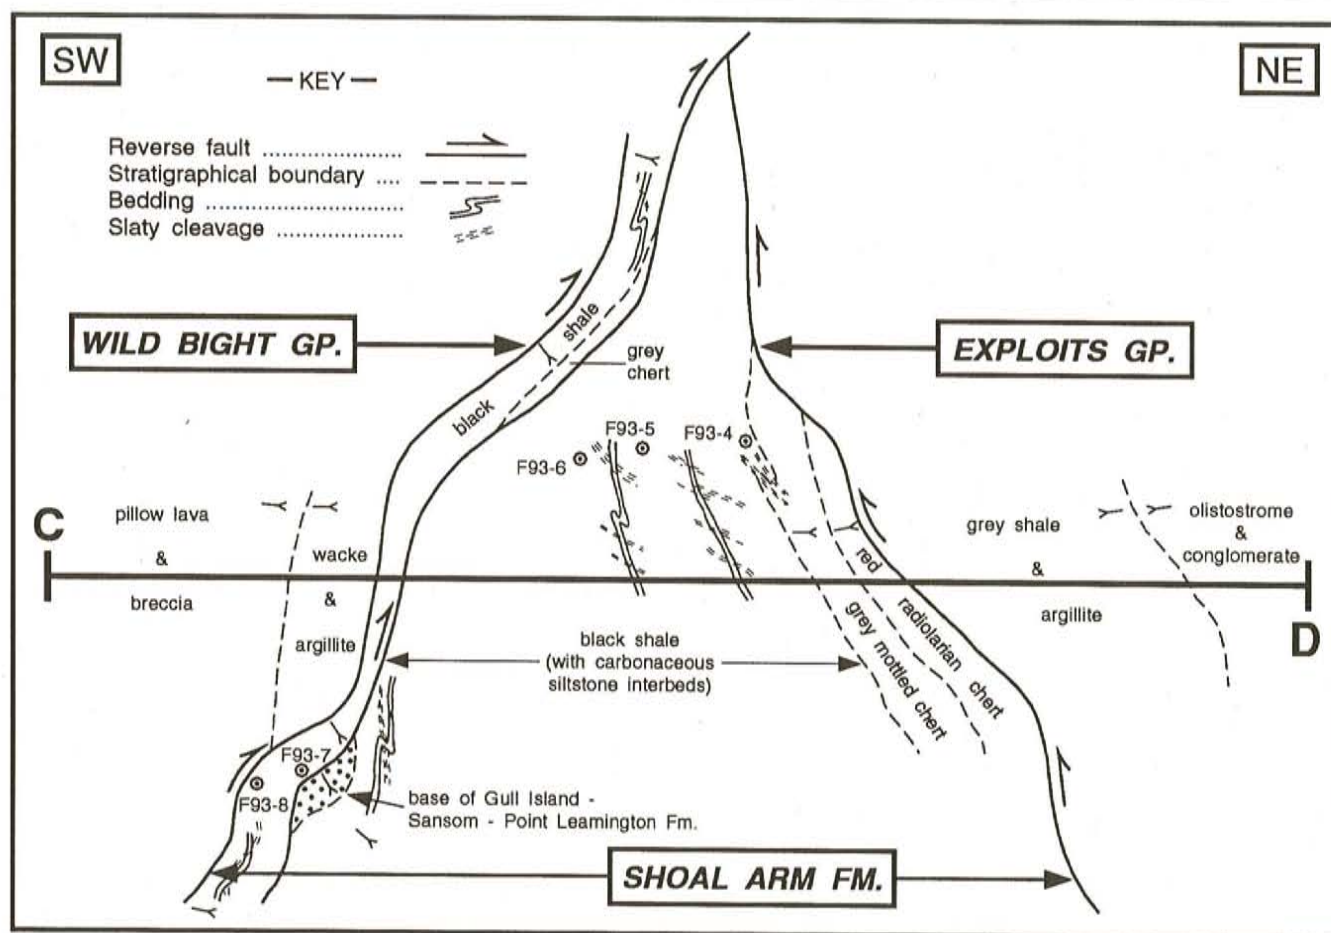 SW
NE
— KEY —
Reverse fault ......................
Stratigraphical boundary ....
Bedding ................................
Slaty cleavage ....................
WILD BIGHT GP.
EXPLOITS GP.
shale
grey
chert
black
F93-5
F93-4
F93-6
C
pillow lava
&
breccia
wacke
&
argillite
grey shale
&
argillite
olistostrome
&
conglomerate
D
red
radiolarian
chert
grey mottled chert
black shale
(with carbonaceous
siltstone interbeds)
F93-7
F93-8
base of Gull Island -
Sansom - Point Leamington Fm.
SHOAL ARM FM.